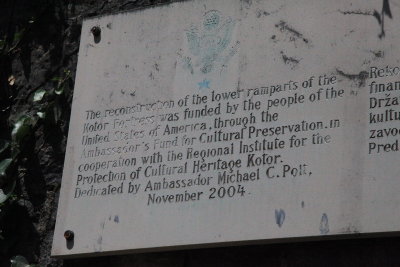 The reconstruction of the lower ramparts of the
Kotor Fortress was funded by the people of the
United States of America, through the
Ambassador's Fund for Cultural Preservation, in
cooperation with the Regional Institute for the
Protection of Cultural Heritage Kotor.
Dedicated by Ambassador Michael C. Polt,
November 2004.
Reko
finan
Drža
kultu
zavod
Pred